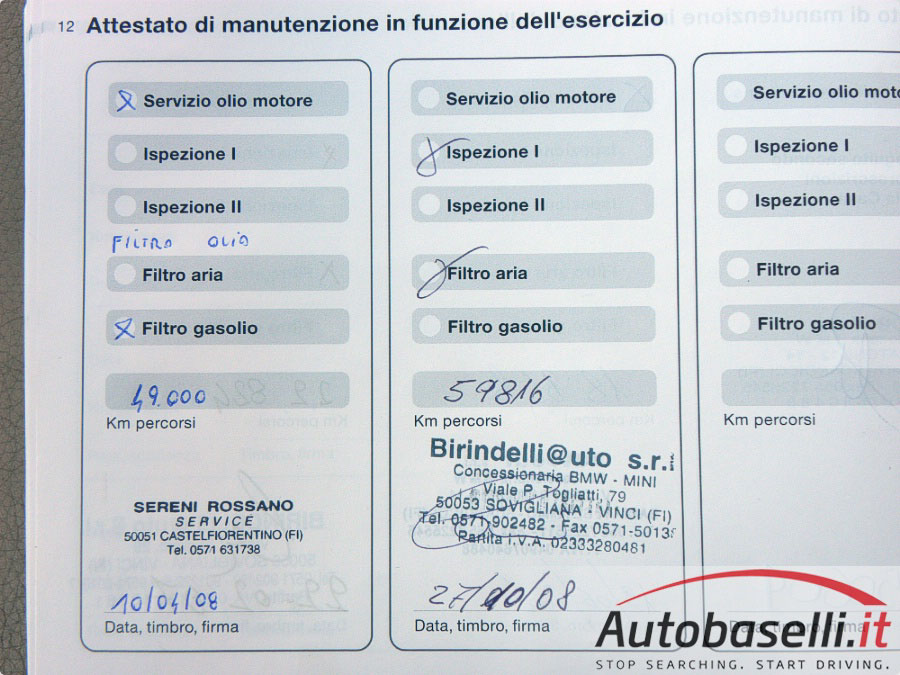 12 Attestato di manutenzione in funzione dell'esercizio
Servizio olio motore
Ispezione I
Ispezione II
FILTRO OLIO
Filtro aria
Filtro gasolio
49.000
Km percorsi
SERENI ROSSANO
SERVICE
50051 CASTELFIORENTINO (FI)
Tel. 0571 631738
10/04/08
Data, timbro, firma
Servizio olio motore
Ispezione I
Ispezione II
Filtro aria
Filtro gasolio
59816
Km percorsi
Birindelli@uto s.r.l
Concessionaria BMW - MINI
Viale P. Togliatti, 79
50053 SOVIGLIANA - VINCI (FI)
Tel. 0571-902482 - Fax 0571-50135
Partita I.V.A. 02333280481
27/10/08
Data, timbro, firma
Servizio olio moto
Ispezione I
Ispezione II
Filtro aria
Filtro gasolio
Km percorsi
Data, timbro, firma
Autobaselli.it
STOP SEARCHING. START DRIVING.